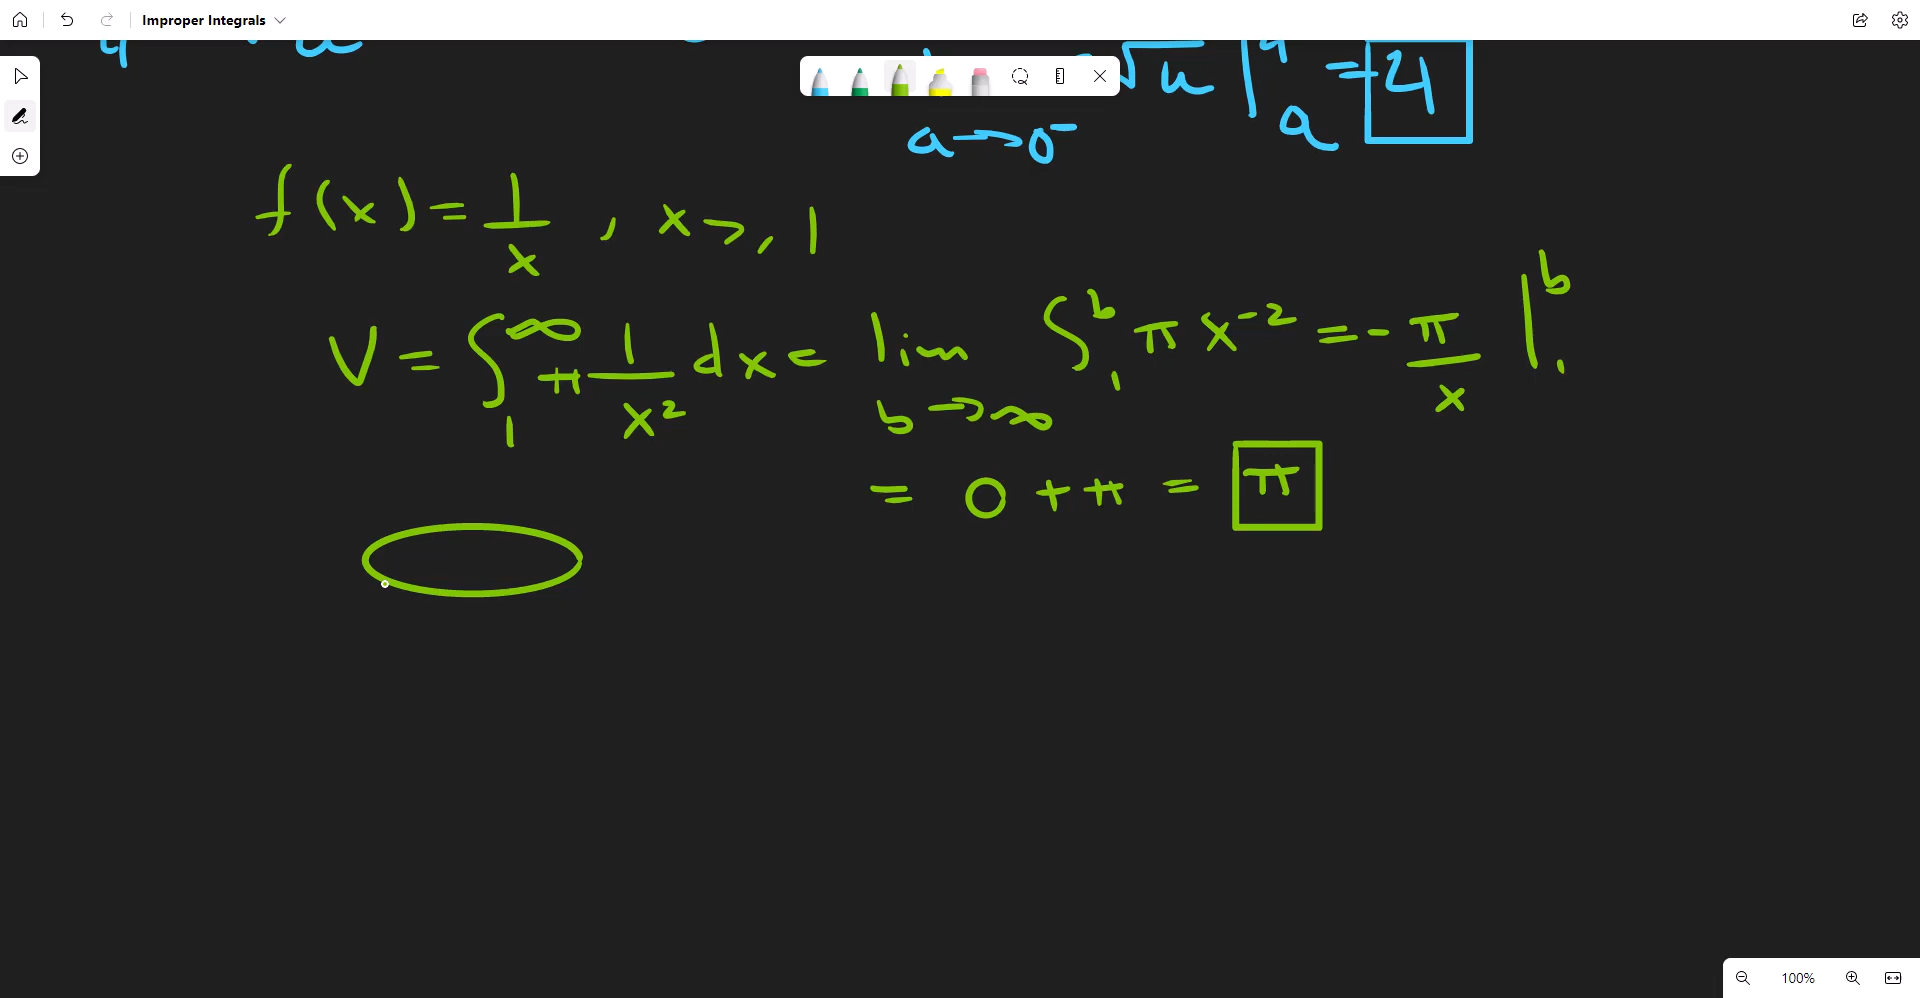 Improper Integrals
√u |₍a₎ = 4
a → 0⁻
f(x) = 1/x , x ≥ 1
V = ∫₁^∞ π 1/x² dx = lim b→∞ ∫₁^b π x⁻² = - π/x |₁^b
= 0 + π = π
100%